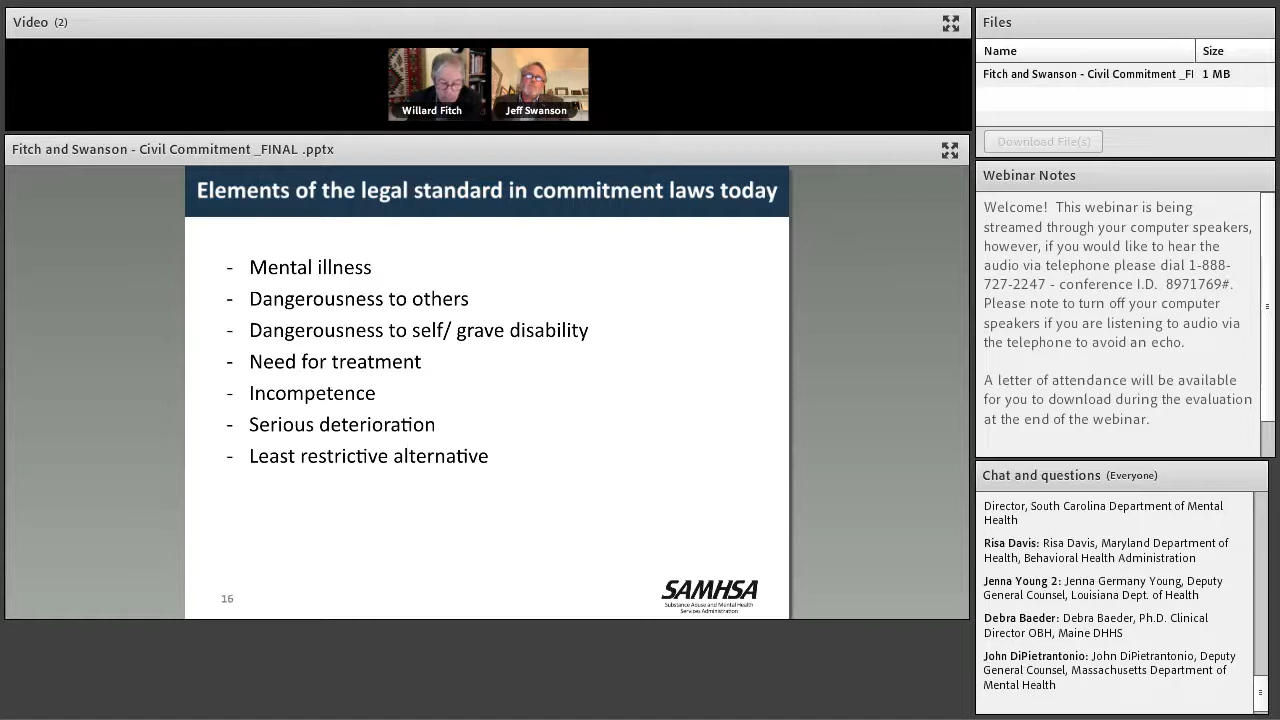 Video (2)
Willard Fitch
Jeff Swanson
Fitch and Swanson - Civil Commitment _FINAL .pptx
Elements of the legal standard in commitment laws today
- Mental illness
- Dangerousness to others
- Dangerousness to self/ grave disability
- Need for treatment
- Incompetence
- Serious deterioration
- Least restrictive alternative
16
SAMHSA
Substance Abuse and Mental Health
Services Administration
Files
Name Size
Fitch and Swanson - Civil Commitment _FI 1 MB
Download File(s)
Webinar Notes
Welcome! This webinar is being
streamed through your computer speakers,
however, if you would like to hear the
audio via telephone please dial 1-888-
727-2247 - conference I.D. 8971769#.
Please note to turn off your computer
speakers if you are listening to audio via
the telephone to avoid an echo.
A letter of attendance will be available
for you to download during the evaluation
at the end of the webinar.
Chat and questions (Everyone)
Director, South Carolina Department of Mental
Health
Risa Davis: Risa Davis, Maryland Department of
Health, Behavioral Health Administration
Jenna Young 2: Jenna Germany Young, Deputy
General Counsel, Louisiana Dept. of Health
Debra Baeder: Debra Baeder, Ph.D. Clinical
Director OBH, Maine DHHS
John DiPietrantonio: John DiPietrantonio, Deputy
General Counsel, Massachusetts Department of
Mental Health